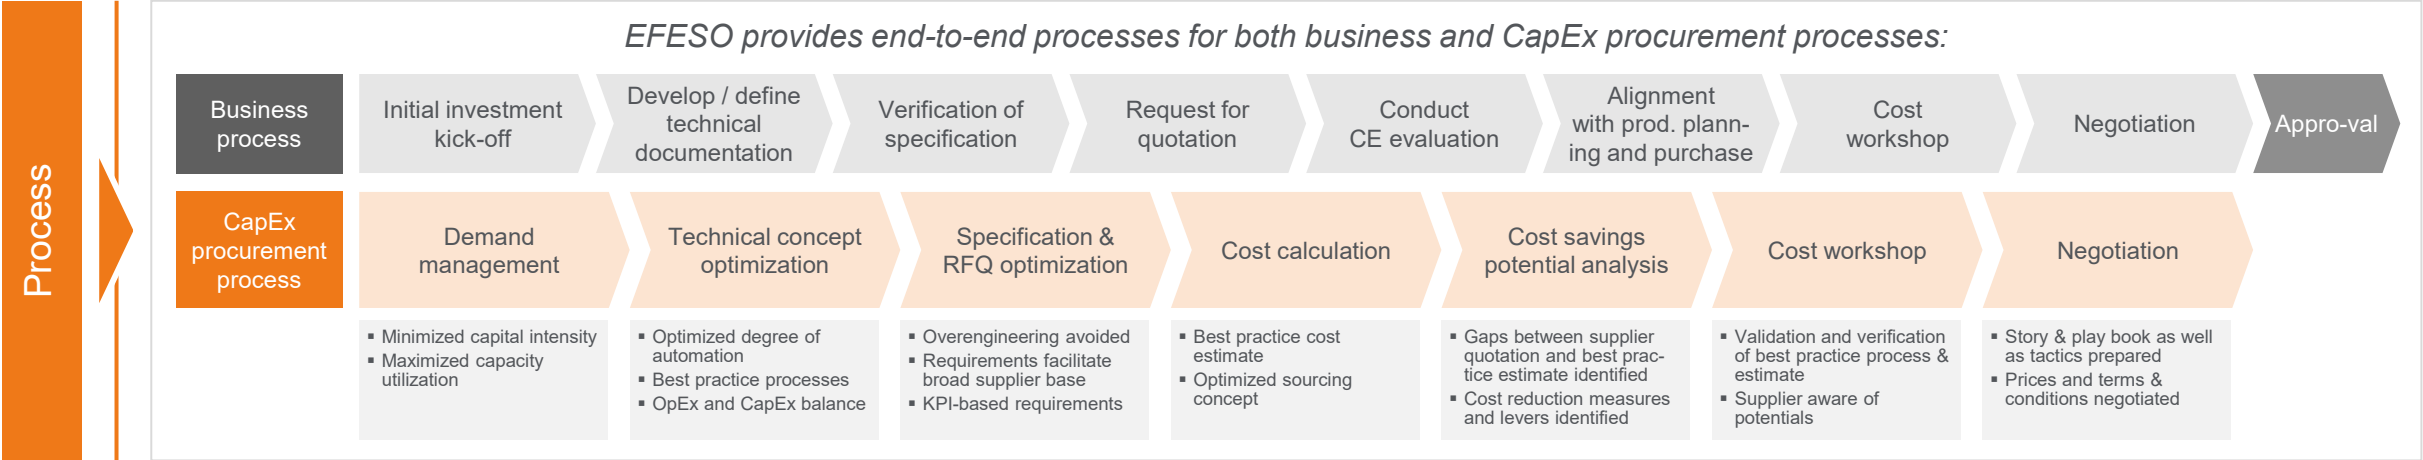 EFESO provides end-to-end processes for both business and CapEx procurement processes:
Process
Business
process
Initial investment
kick-off
Develop / define
technical
documentation
Verification of
specification
Request for
quotation
Conduct
CE evaluation
Alignment
with prod. plann-
ing and purchase
Cost
workshop
Negotiation
Appro-val
CapEx
procurement
process
Demand
management
Technical concept
optimization
Specification &
RFQ optimization
Cost calculation
Cost savings
potential analysis
Cost workshop
Negotiation
▪ Minimized capital intensity
▪ Maximized capacity
utilization
▪ Optimized degree of
automation
▪ Best practice processes
▪ OpEx and CapEx balance
▪ Overengineering avoided
▪ Requirements facilitate
broad supplier base
▪ KPI-based requirements
▪ Best practice cost
estimate
▪ Optimized sourcing
concept
▪ Gaps between supplier
quotation and best prac-
tice estimate identified
▪ Cost reduction measures
and levers identified
▪ Validation and verification
of best practice process &
estimate
▪ Supplier aware of
potentials
▪ Story & play book as well
as tactics prepared
▪ Prices and terms &
conditions negotiated